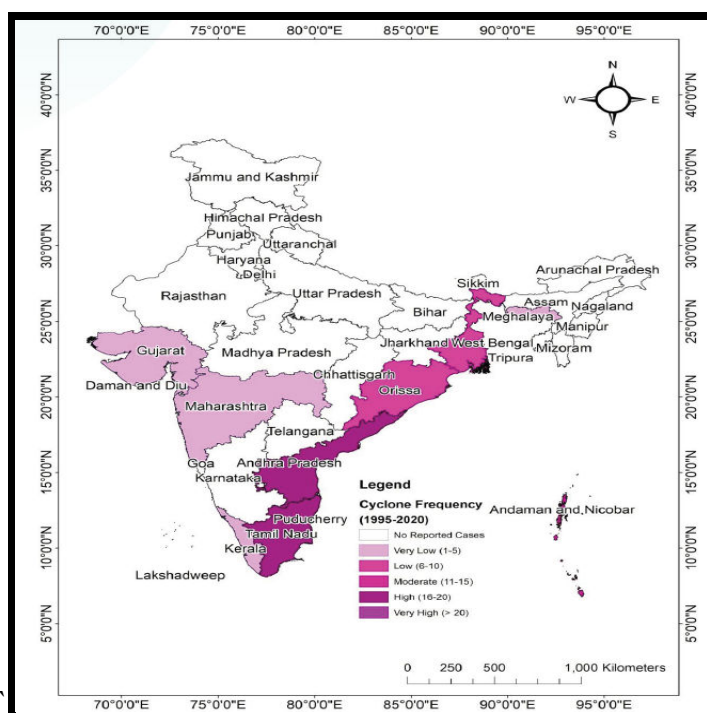 70°0'0"E 75°0'0"E 80°0'0"E 85°0'0"E 90°0'0"E 95°0'0"E
N
W E
S
40°0'0"N 40°0'0"N
35°0'0"N 35°0'0"N
30°0'0"N 30°0'0"N
25°0'0"N 25°0'0"N
20°0'0"N 20°0'0"N
15°0'0"N 15°0'0"N
10°0'0"N 10°0'0"N
5°0'0"N 5°0'0"N
Jammu and Kashmir
Himachal Pradesh
Punjab
Uttaranchal
Haryana
Delhi
Arunachal Pradesh
Sikkim
Rajasthan
Uttar Pradesh
Assam
Nagaland
Bihar
Meghalaya
Manipur
Gujarat
Madhya Pradesh
Jharkhand West Bengal
Mizoram
Tripura
Daman and Diu
Chhattisgarh
Orissa
Maharashtra
Telangana
Goa
Andhra Pradesh
Karnataka
Puducherry
Tamil Nadu
Kerala
Lakshadweep
Andaman and Nicobar
Legend
Cyclone Frequency
(1995-2020)
No Reported Cases
Very Low (1-5)
Low (6-10)
Moderate (11-15)
High (16-20)
Very High (> 20)
0 250 500 1,000 Kilometers
70°0'0"E 75°0'0"E 80°0'0"E 85°0'0"E 90°0'0"E 95°0'0"E